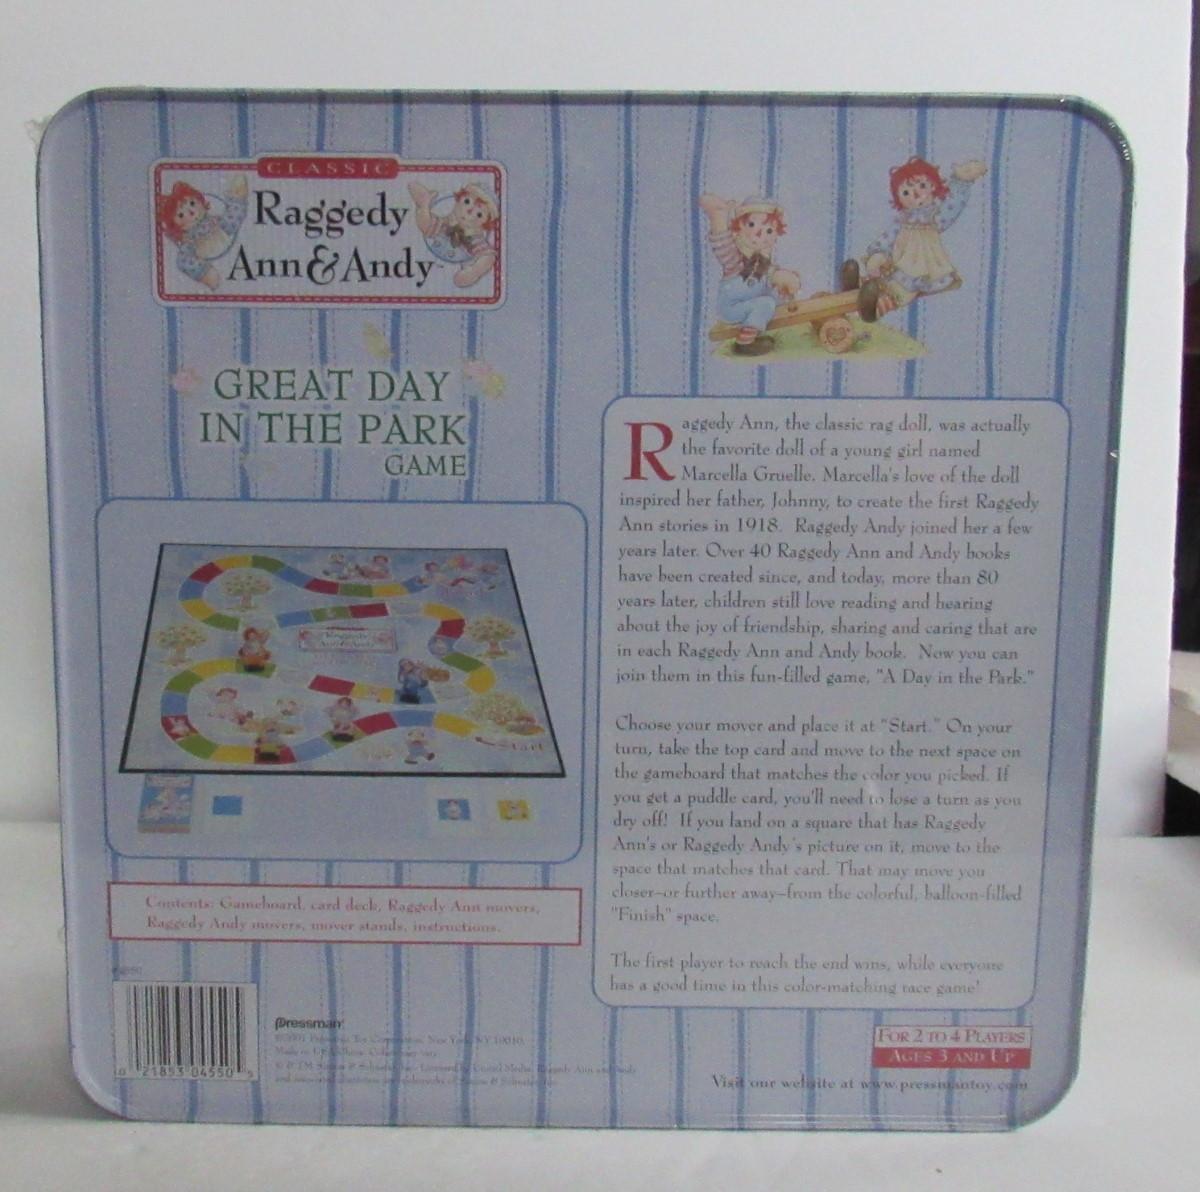 CLASSIC
Raggedy
Ann & Andy
GREAT DAY
IN THE PARK
GAME
Raggedy
Ann & Andy
Start
Contents: Gameboard, card deck, Raggedy Ann movers,
Raggedy Andy movers, mover stands, instructions.
0 21853 04550 5
Pressman
Raggedy Ann, the classic rag doll, was actually
the favorite doll of a young girl named
Marcella Gruelle. Marcella's love of the doll
inspired her father, Johnny, to create the first Raggedy
Ann stories in 1918. Raggedy Andy joined her a few
years later. Over 40 Raggedy Ann and Andy books
have been created since, and today, more than 80
years later, children still love reading and hearing
about the joy of friendship, sharing and caring that are
in each Raggedy Ann and Andy book. Now you can
join them in this fun-filled game, "A Day in the Park."
Choose your mover and place it at "Start." On your
turn, take the top card and move to the next space on
the gameboard that matches the color you picked. If
you get a puddle card, you'll need to lose a turn as you
dry off! If you land on a square that has Raggedy
Ann's or Raggedy Andy's picture on it, move to the
space that matches that card. That may move you
closer–or further away–from the colorful, balloon-filled
"Finish" space.
The first player to reach the end wins, while everyone
has a good time in this color-matching race game!
FOR 2 TO 4 PLAYERS
AGES 3 AND UP
Visit our website at www.pressmantoy.com